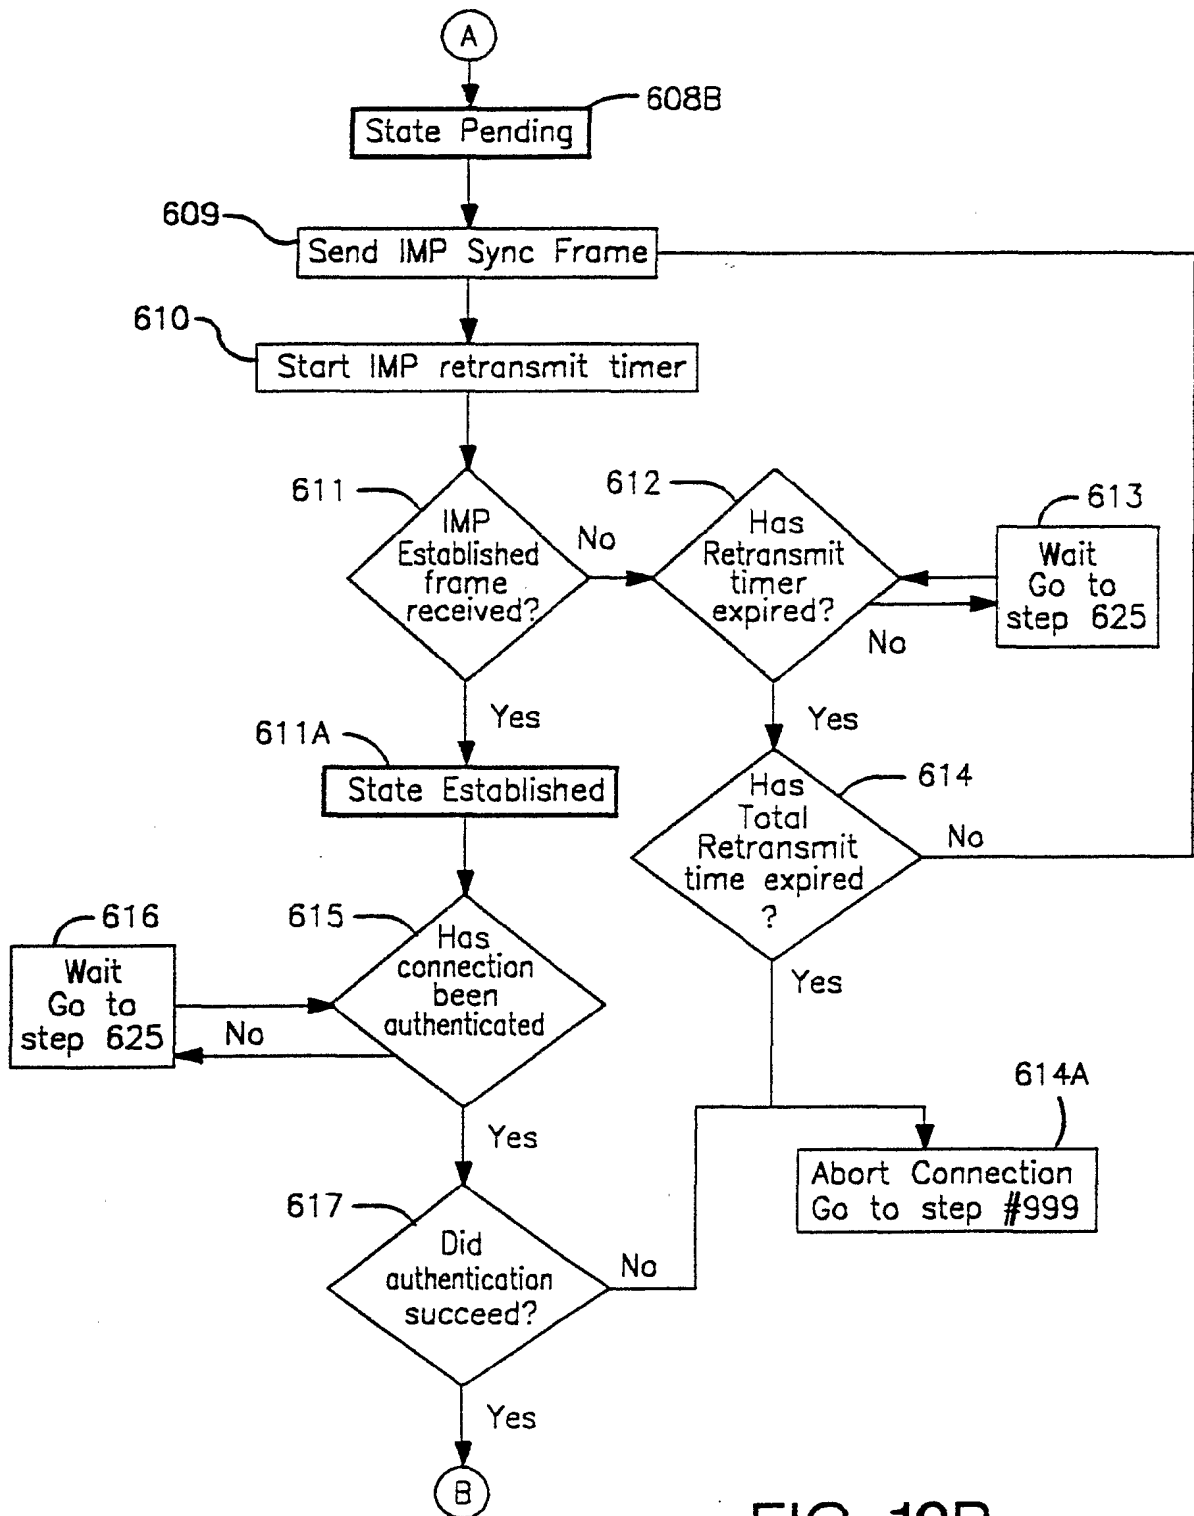 A
608B
State Pending
609
Send IMP Sync Frame
610
Start IMP retransmit timer
611
IMP
Established
frame
received?
No
612
Has
Retransmit
timer
expired?
No
613
Wait
Go to
step 625
Yes
611A
State Established
Yes
614
Has
Total
Retransmit
time expired
?
No
616
Wait
Go to
step 625
No
615
Has
connection
been
authenticated
Yes
614A
Abort Connection
Go to step #999
Yes
617
Did
authentication
succeed?
No
Yes
B